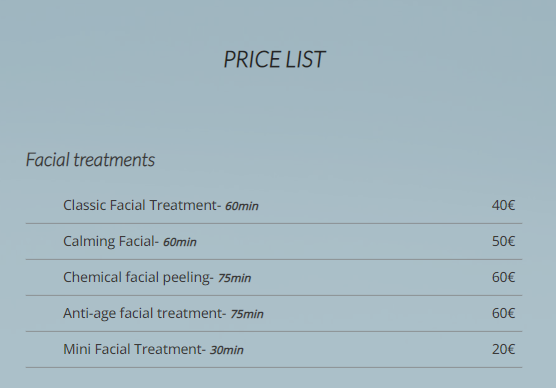 PRICE LIST
Facial treatments
Classic Facial Treatment- 60min 40€
Calming Facial- 60min 50€
Chemical facial peeling- 75min 60€
Anti-age facial treatment- 75min 60€
Mini Facial Treatment- 30min 20€